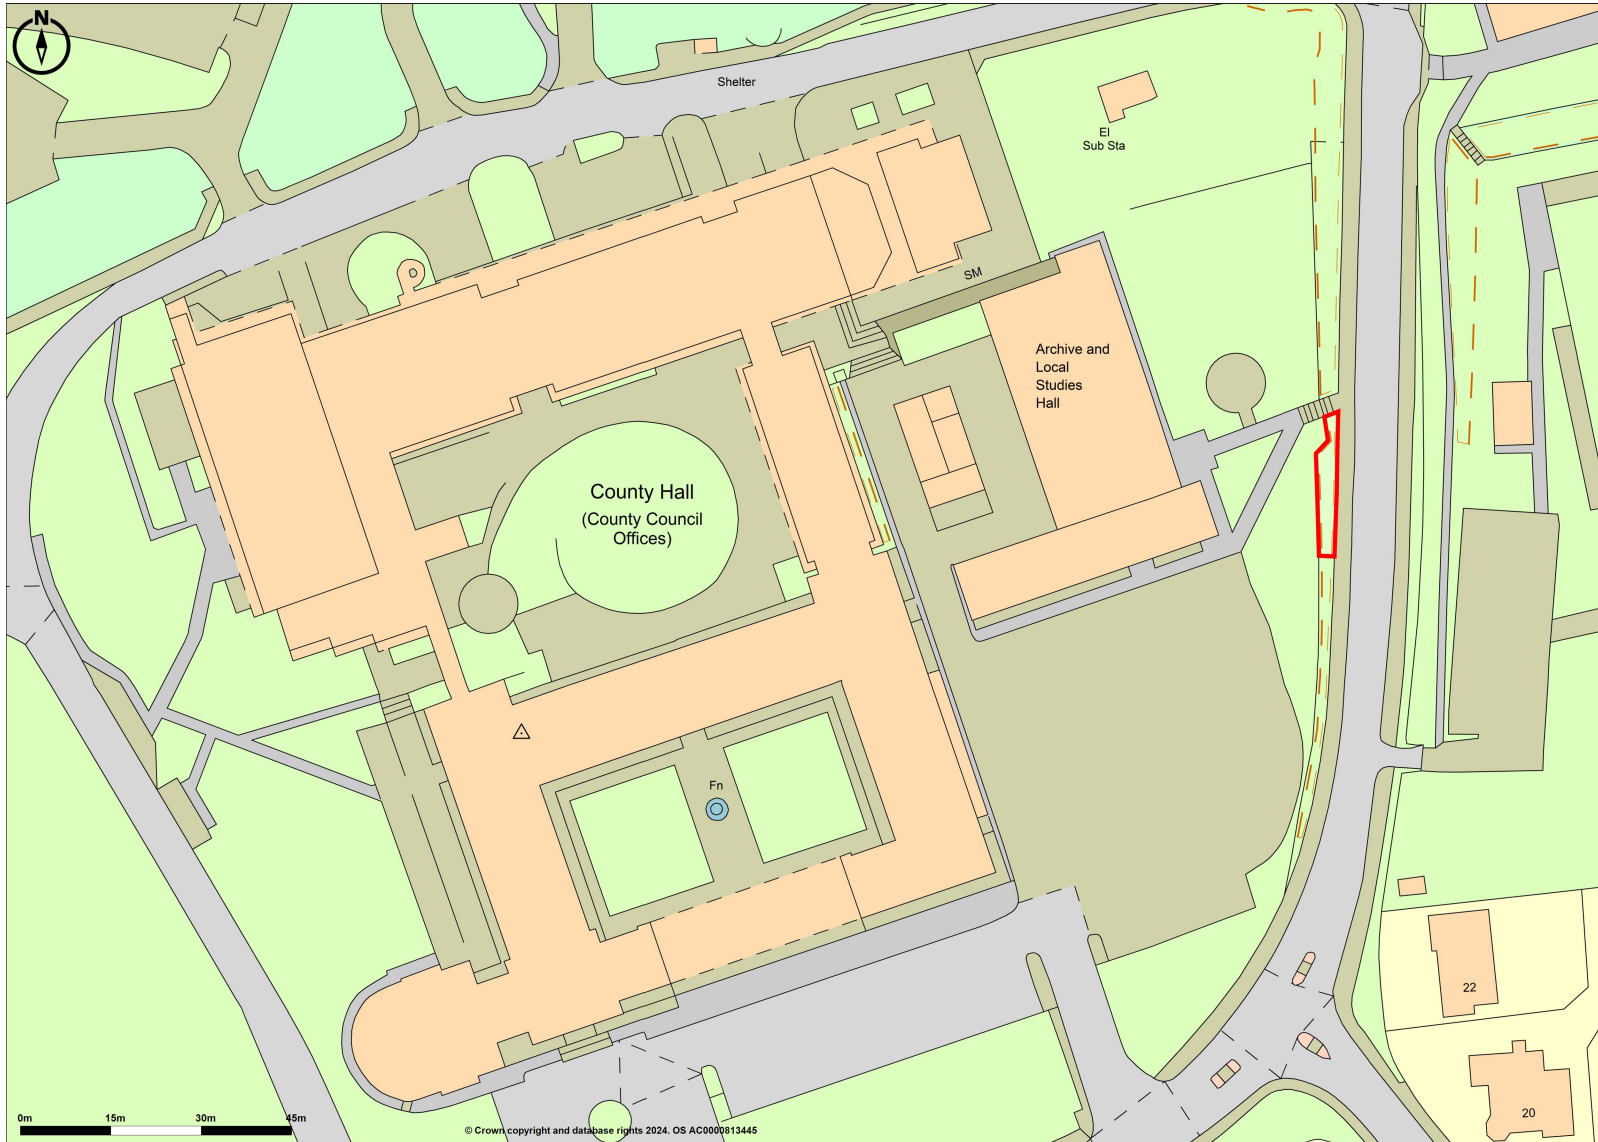 N
Shelter
El
Sub Sta
SM
Archive and
Local
Studies
Hall
County Hall
(County Council
Offices)
Fn
22
20
0m 15m 30m 45m
© Crown copyright and database rights 2024. OS AC0000813445